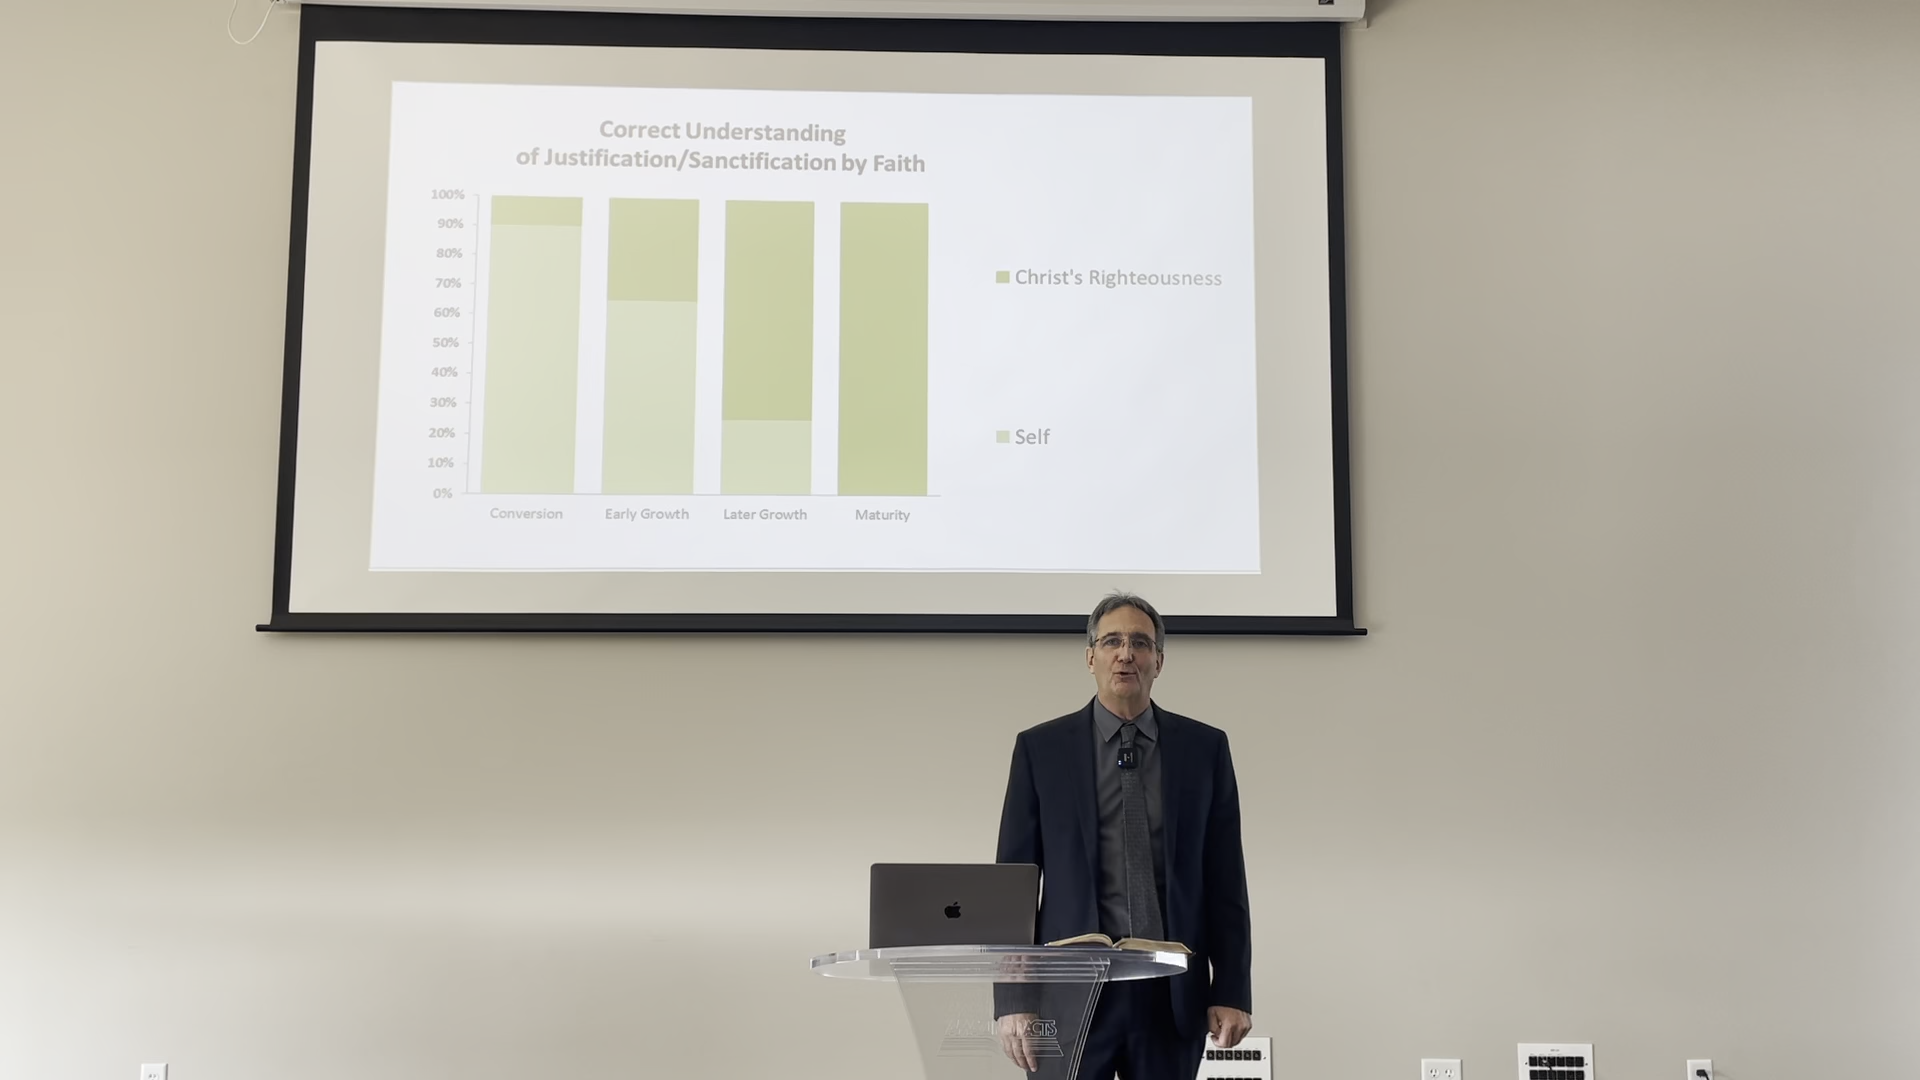 Correct Understanding
of Justification/Sanctification by Faith
100%
90%
80%
70%
60%
50%
40%
30%
20%
10%
0%
Conversion Early Growth Later Growth Maturity
Christ's Righteousness
Self